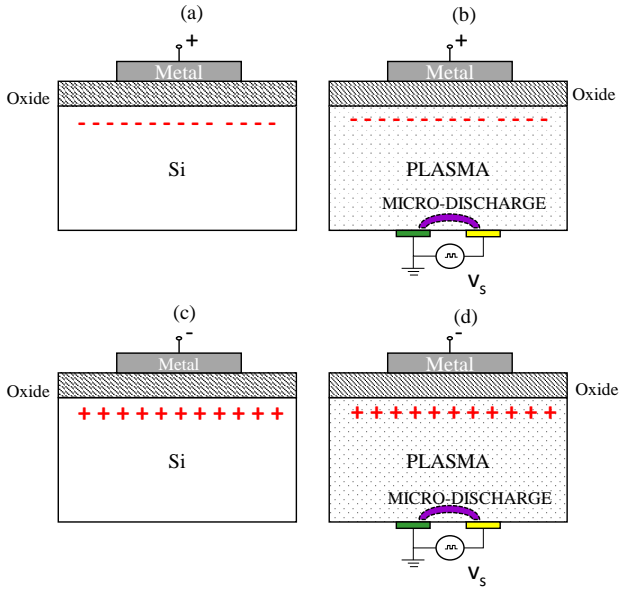 (a)
(b)
+
+
Metal
Metal
Oxide
Oxide
- - - - - - - - - - -
- - - - - - - - - - -
Si
PLASMA
MICRO-DISCHARGE
Vs
(c)
(d)
-
-
Metal
Metal
Oxide
Oxide
+ + + + + + + + + + +
+ + + + + + + + + + +
Si
PLASMA
MICRO-DISCHARGE
Vs